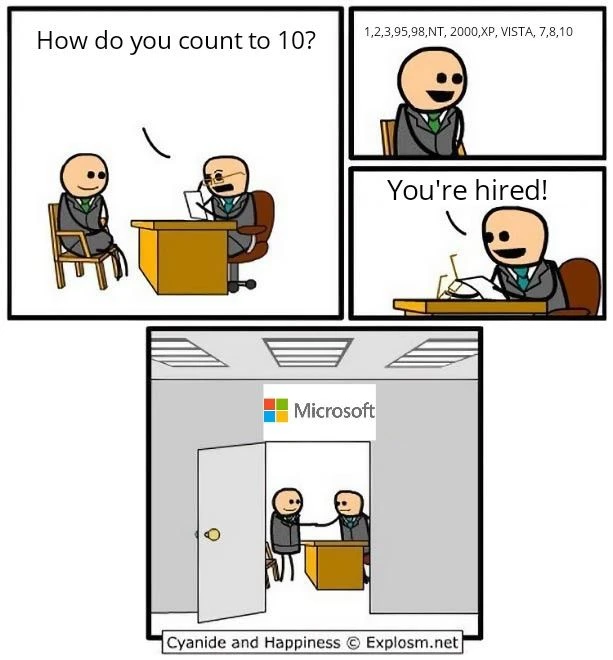 How do you count to 10?
1,2,3,95,98,NT, 2000,XP, VISTA, 7,8,10
You're hired!
Microsoft
Cyanide and Happiness © Explosm.net